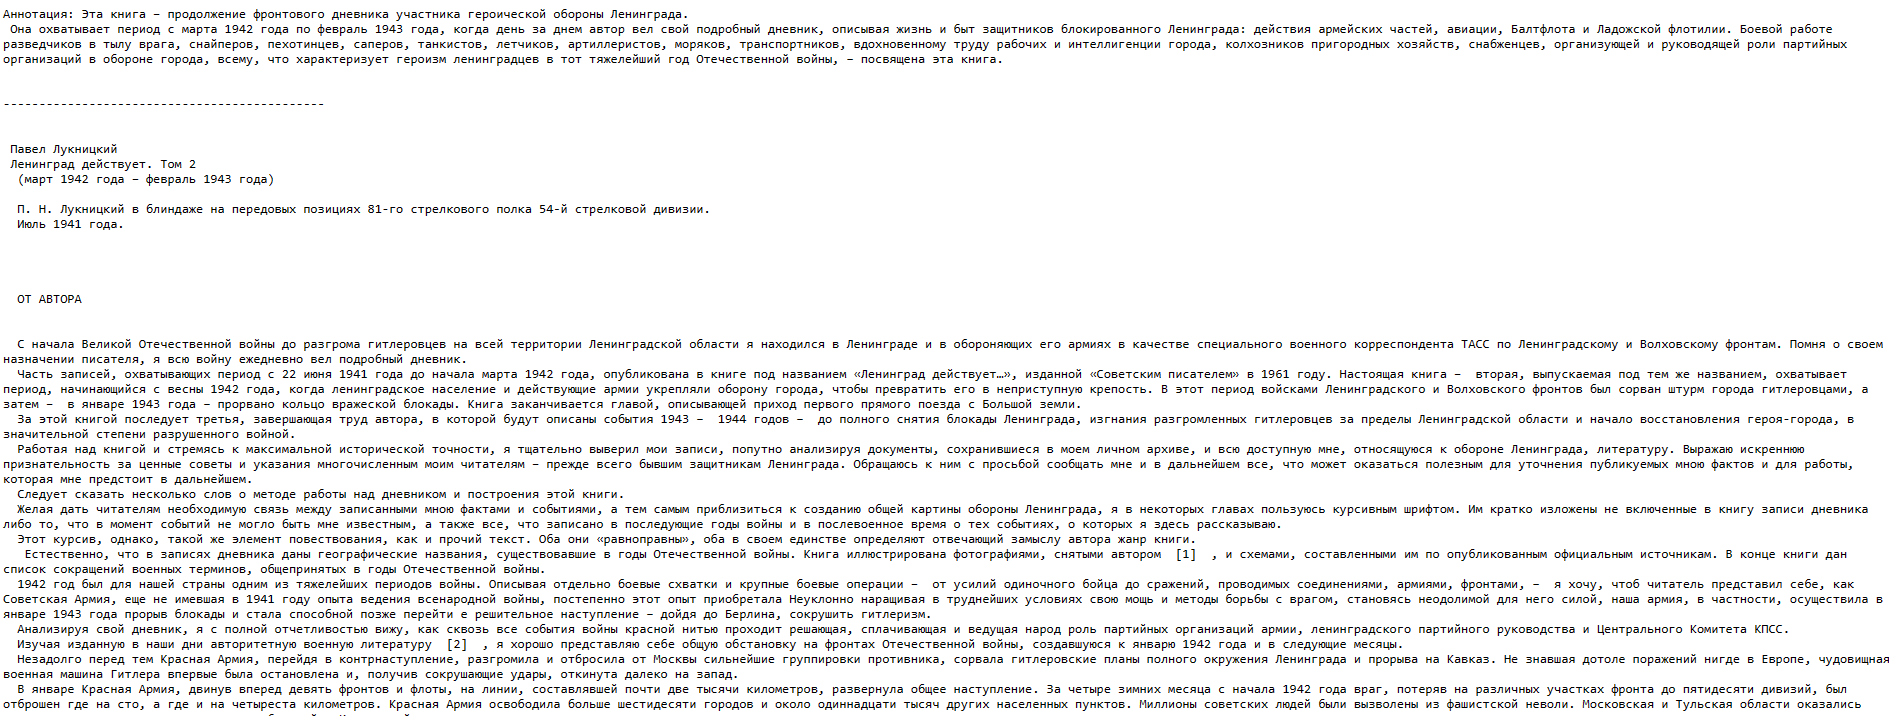 Аннотация: Эта книга – продолжение фронтового дневника участника героической обороны Ленинграда.
Она охватывает период с марта 1942 года по февраль 1943 года, когда день за днем автор вел свой подробный дневник, описывая жизнь и быт защитников блокированного Ленинграда: действия армейских частей, авиации, Балтфлота и Ладожской флотилии. Боевой работе
разведчиков в тылу врага, снайперов, пехотинцев, саперов, танкистов, летчиков, артиллеристов, моряков, транспортников, вдохновенному труду рабочих и интеллигенции города, колхозников пригородных хозяйств, снабженцев, организующей и руководящей роли партийных
организаций в обороне города, всему, что характеризует героизм ленинградцев в тот тяжелейший год Отечественной войны, – посвящена эта книга.
---------------------------------------------
Павел Лукницкий
Ленинград действует. Том 2
(март 1942 года – февраль 1943 года)
П. Н. Лукницкий в блиндаже на передовых позициях 81-го стрелкового полка 54-й стрелковой дивизии.
Июль 1941 года.
ОТ АВТОРА
С начала Великой Отечественной войны до разгрома гитлеровцев на всей территории Ленинградской области я находился в Ленинграде и в обороняющих его армиях в качестве специального военного корреспондента ТАСС по Ленинградскому и Волховскому фронтам. Помня о своем
назначении писателя, я всю войну ежедневно вел подробный дневник.
Часть записей, охватывающих период с 22 июня 1941 года до начала марта 1942 года, опубликована в книге под названием «Ленинград действует…», изданной «Советским писателем» в 1961 году. Настоящая книга – вторая, выпускаемая под тем же названием, охватывает
период, начинающийся с весны 1942 года, когда ленинградское население и действующие армии укрепляли оборону города, чтобы превратить его в неприступную крепость. В этот период войсками Ленинградского и Волховского фронтов был сорван штурм города гитлеровцами, а
затем – в январе 1943 года – прорвано кольцо вражеской блокады. Книга заканчивается главой, описывающей приход первого прямого поезда с Большой земли.
За этой книгой последует третья, завершающая труд автора, в которой будут описаны события 1943 – 1944 годов – до полного снятия блокады Ленинграда, изгнания разгромленных гитлеровцев за пределы Ленинградской области и начало восстановления героя-города, в
значительной степени разрушенного войной.
Работая над книгой и стремясь к максимальной исторической точности, я тщательно выверил мои записи, попутно анализируя документы, сохранившиеся в моем личном архиве, и всю доступную мне, относящуюся к обороне Ленинграда, литературу. Выражаю искреннюю
признательность за ценные советы и указания многочисленным моим читателям – прежде всего бывшим защитникам Ленинграда. Обращаюсь к ним с просьбой сообщать мне и в дальнейшем все, что может оказаться полезным для уточнения публикуемых мною фактов и для работы,
которая мне предстоит в дальнейшем.
Следует сказать несколько слов о методе работы над дневником и построения этой книги.
Желая дать читателям необходимую связь между записанными мною фактами и событиями, а тем самым приблизиться к созданию общей картины обороны Ленинграда, я в некоторых главах пользуюсь курсивным шрифтом. Им кратко изложены не включенные в книгу записи дневника
либо то, что в момент событий не могло быть мне известным, а также все, что записано в последующие годы войны и в послевоенное время о тех событиях, о которых я здесь рассказываю.
Этот курсив, однако, такой же элемент повествования, как и прочий текст. Оба они «равноправны», оба в своем единстве определяют отвечающий замыслу автора жанр книги.
Естественно, что в записях дневника даны географические названия, существовавшие в годы Отечественной войны. Книга иллюстрирована фотографиями, снятыми автором [1] , и схемами, составленными им по опубликованным официальным источникам. В конце книги дан
список сокращений военных терминов, общепринятых в годы Отечественной войны.
1942 год был для нашей страны одним из тяжелейших периодов войны. Описывая отдельно боевые схватки и крупные боевые операции – от усилий одиночного бойца до сражений, проводимых соединениями, армиями, фронтами, – я хочу, чтоб читатель представил себе, как
Советская Армия, еще не имевшая в 1941 году опыта ведения всенародной войны, постепенно этот опыт приобретала Неуклонно наращивая в труднейших условиях свою мощь и методы борьбы с врагом, становясь неодолимой для него силой, наша армия, в частности, осуществила в
январе 1943 года прорыв блокады и стала способной позже перейти е решительное наступление – дойдя до Берлина, сокрушить гитлеризм.
Анализируя свой дневник, я с полной отчетливостью вижу, как сквозь все события войны красной нитью проходит решающая, сплачивающая и ведущая народ роль партийных организаций армии, ленинградского партийного руководства и Центрального Комитета КПСС.
Изучая изданную в наши дни авторитетную военную литературу [2] , я хорошо представляю себе общую обстановку на фронтах Отечественной войны, создавшуюся к январю 1942 года и в следующие месяцы.
Незадолго перед тем Красная Армия, перейдя в контрнаступление, разгромила и отбросила от Москвы сильнейшие группировки противника, сорвала гитлеровские планы полного окружения Ленинграда и прорыва на Кавказ. Не знавшая дотоле поражений нигде в Европе, чудовищная
военная машина Гитлера впервые была остановлена и, получив сокрушающие удары, откинута далеко на запад.
В январе Красная Армия, двинув вперед девять фронтов и флоты, на линии, составлявшей почти две тысячи километров, развернула общее наступление. За четыре зимних месяца с начала 1942 года враг, потеряв на различных участках фронта до пятидесяти дивизий, был
отброшен где на сто, а где и на четыреста километров. Красная Армия освободила больше шестидесяти городов и около одиннадцати тысяч других населенных пунктов. Миллионы советских людей были вызволены из фашистской неволи. Московская и Тульская области оказались